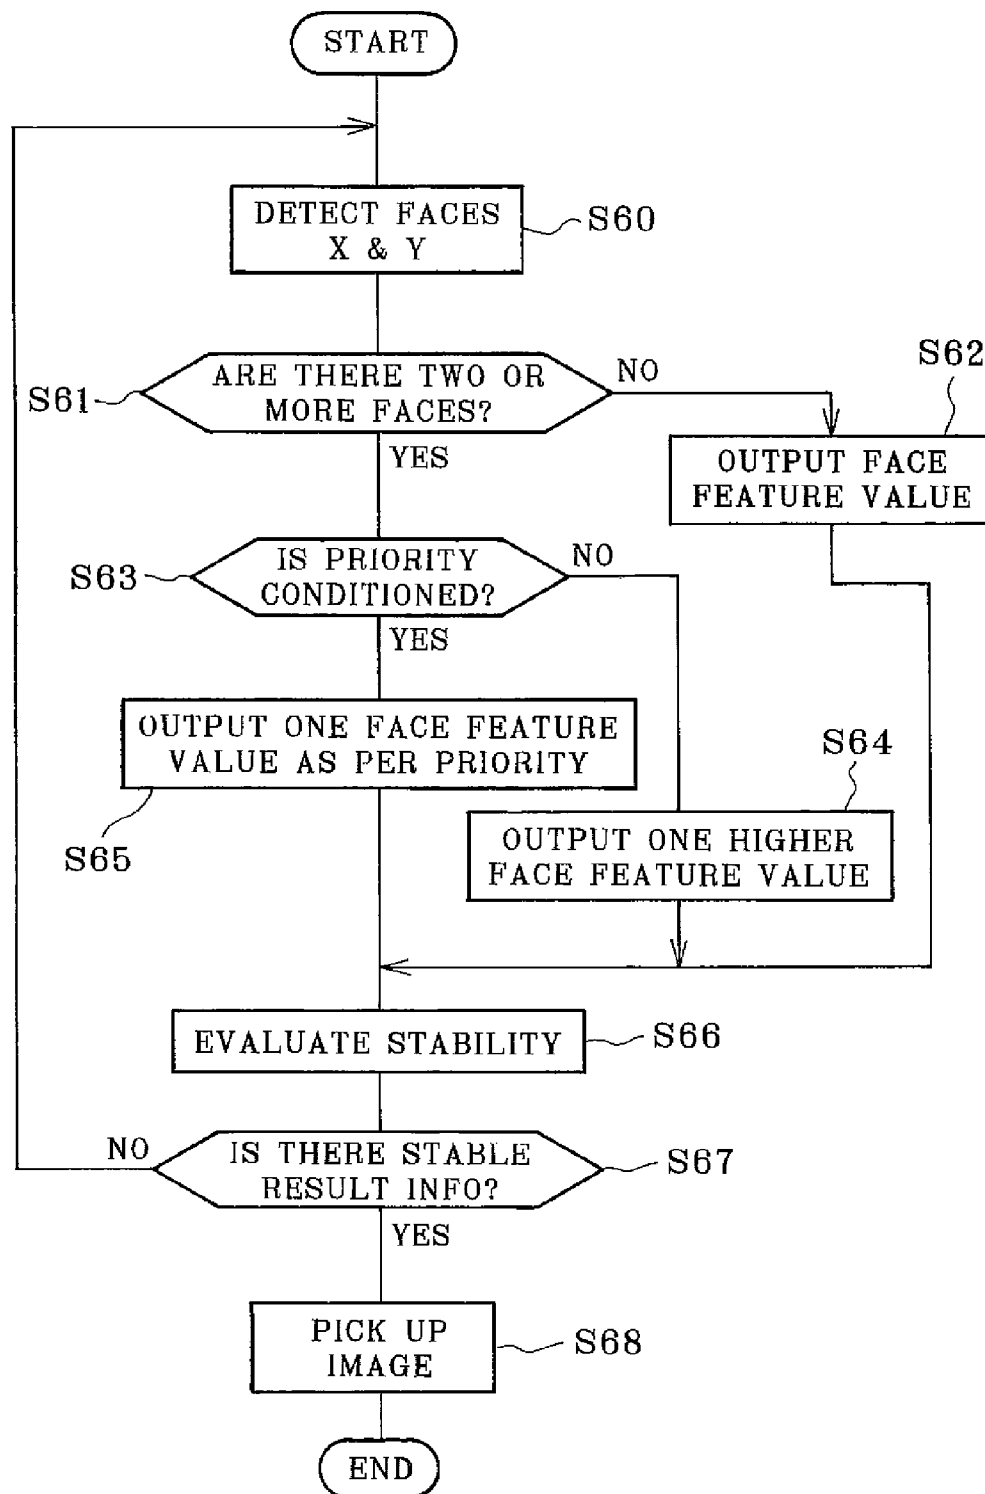 START
DETECT FACES
X & Y
S60
ARE THERE TWO OR
MORE FACES?
S61
NO
YES
S62
OUTPUT FACE
FEATURE VALUE
IS PRIORITY
CONDITIONED?
S63
NO
YES
OUTPUT ONE FACE FEATURE
VALUE AS PER PRIORITY
S65
S64
OUTPUT ONE HIGHER
FACE FEATURE VALUE
EVALUATE STABILITY
S66
NO
IS THERE STABLE
RESULT INFO?
S67
YES
PICK UP
IMAGE
S68
END